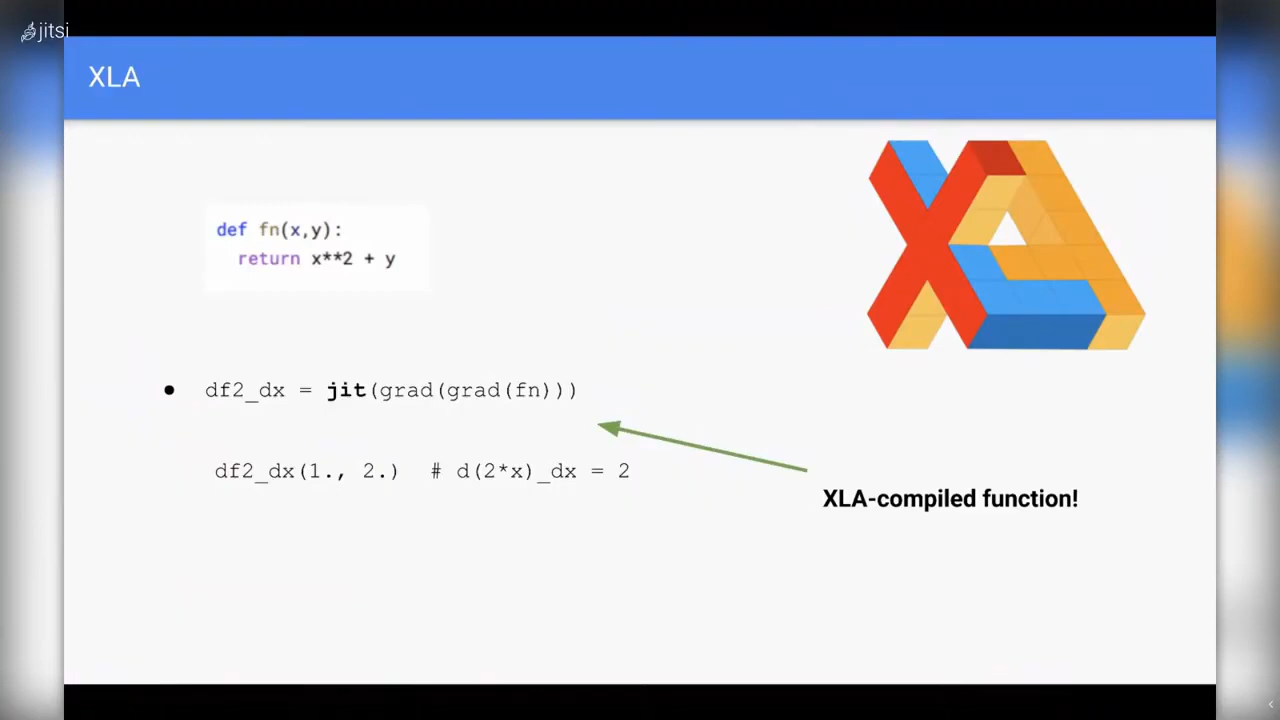 jitsi
XLA
def fn(x,y):
return x**2 + y
XLA
● df2_dx = jit(grad(grad(fn)))
df2_dx(1., 2.) # d(2*x)_dx = 2
XLA-compiled function!